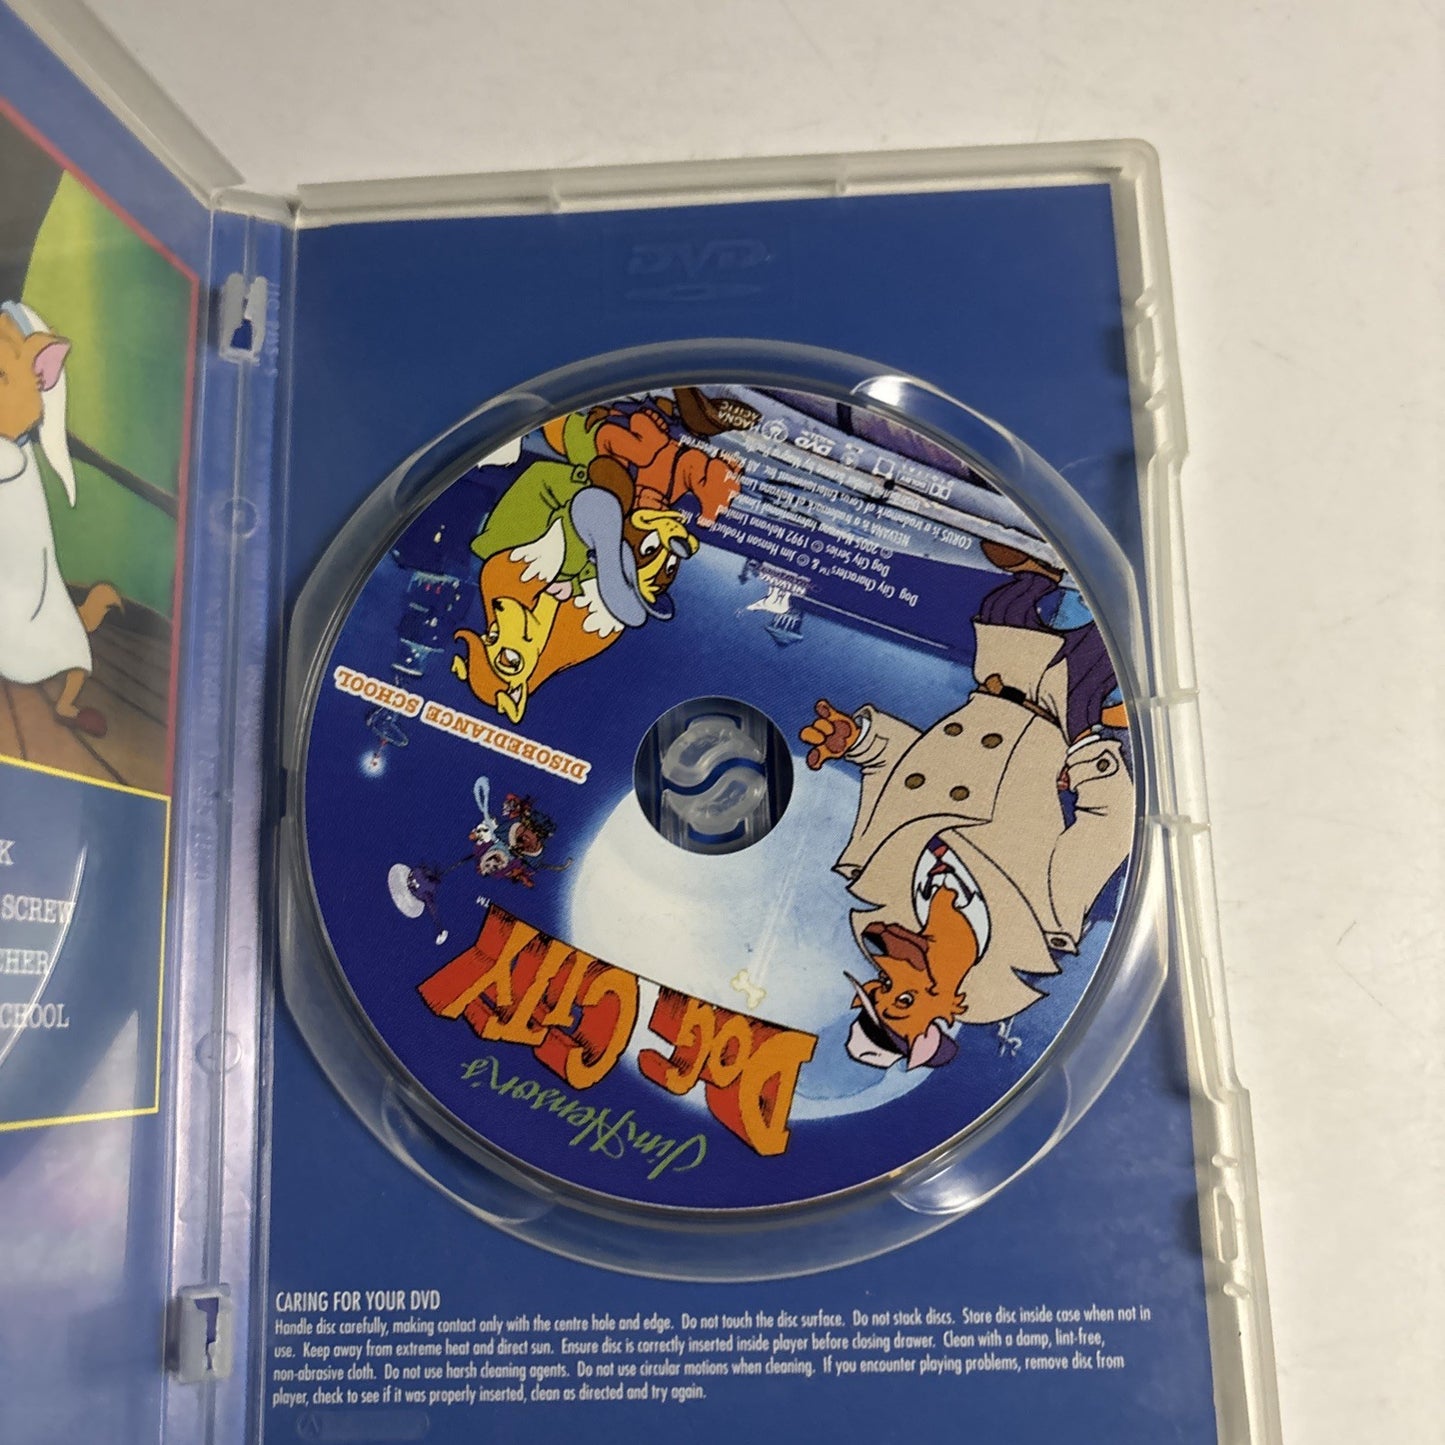 K
SCREW
CHER
CHOOL
Jim Henson's
DOG CITY
™
DISOBEDIANCE SCHOOL
Dog City Characters™ & © Jim Henson Productions, Inc.
Dog City Series © 1992 Nelvana Limited
© 2005 Nelvana International Limited
NELVANA is a trademark of Nelvana Limited.
CORUS is a trademark of Corus Entertainment Inc. All Rights Reserved.
NELVANA
DVD
MAGNA
PACIFIC
CARING FOR YOUR DVD
Handle disc carefully, making contact only with the centre hole and edge. Do not touch the disc surface. Do not stack discs. Store disc inside case when not in
use. Keep away from extreme heat and direct sun. Ensure disc is correctly inserted inside player before closing drawer. Clean with a damp, lint-free,
non-abrasive cloth. Do not use harsh cleaning agents. Do not use circular motions when cleaning. If you encounter playing problems, remove disc from
player, check to see if it was properly inserted, clean as directed and try again.